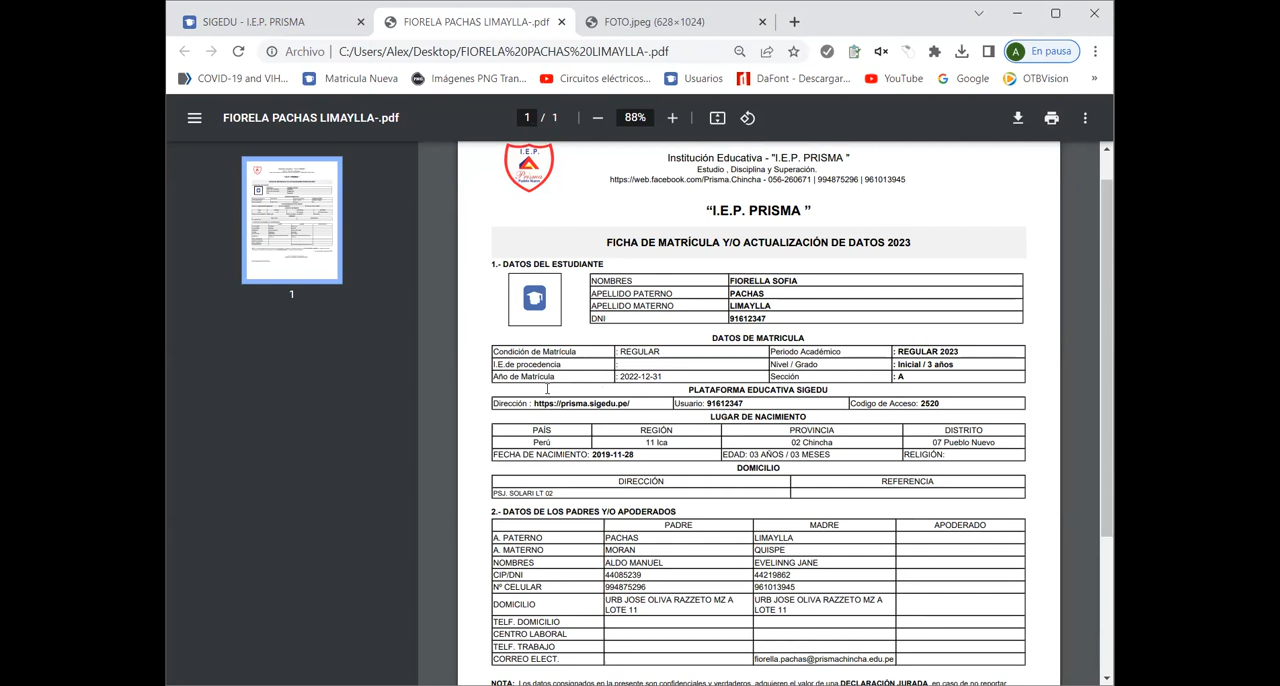 SIGEDU - I.E.P. PRISMA
FIORELA PACHAS LIMAYLLA-.pdf
FOTO.jpeg (628×1024)
Archivo
C:/Users/Alex/Desktop/FIORELA%20PACHAS%20LIMAYLLA-.pdf
A En pausa
COVID-19 and VIH...
Matricula Nueva
Imágenes PNG Tran...
Circuitos eléctricos...
Usuarios
DaFont - Descargar...
YouTube
Google
OTBVision
»
FIORELA PACHAS LIMAYLLA-.pdf
1 / 1
88%
1
I.E.P.
Prisma
Pueblo Nuevo
Institución Educativa - "I.E.P. PRISMA "
Estudio , Disciplina y Superación.
https://web.facebook.com/Prisma.Chincha - 056-260671 | 994875296 | 961013945
“I.E.P. PRISMA ”
FICHA DE MATRÍCULA Y/O ACTUALIZACIÓN DE DATOS 2023
1.- DATOS DEL ESTUDIANTE
NOMBRES FIORELLA SOFIA
APELLIDO PATERNO PACHAS
APELLIDO MATERNO LIMAYLLA
DNI 91612347
DATOS DE MATRICULA
Condición de Matrícula : REGULAR Periodo Académico : REGULAR 2023
I.E.de procedencia : Nivel / Grado : Inicial / 3 años
Año de Matrícula : 2022-12-31 Sección : A
PLATAFORMA EDUCATIVA SIGEDU
Dirección : https://prisma.sigedu.pe/ Usuario: 91612347 Codigo de Acceso: 2520
LUGAR DE NACIMIENTO
PAÍS REGIÓN PROVINCIA DISTRITO
Perú 11 Ica 02 Chincha 07 Pueblo Nuevo
FECHA DE NACIMIENTO: 2019-11-28 EDAD: 03 AÑOS / 03 MESES RELIGIÓN:
DOMICILIO
DIRECCIÓN REFERENCIA
PSJ. SOLARI LT 02
2.- DATOS DE LOS PADRES Y/O APODERADOS
PADRE MADRE APODERADO
A. PATERNO PACHAS LIMAYLLA
A. MATERNO MORAN QUISPE
NOMBRES ALDO MANUEL EVELINNG JANE
CIP/DNI 44085239 44219862
Nº CELULAR 994875296 961013945
DOMICILIO URB JOSE OLIVA RAZZETO MZ A LOTE 11 URB JOSE OLIVA RAZZETO MZ A LOTE 11
TELF. DOMICILIO
CENTRO LABORAL
TELF. TRABAJO
CORREO ELECT. fiorella.pachas@prismachincha.edu.pe
NOTA: Los datos consignados en la presente son confidenciales y verdaderos, adquieren el valor de una DECLARACIÓN JURADA, en caso de no reportar